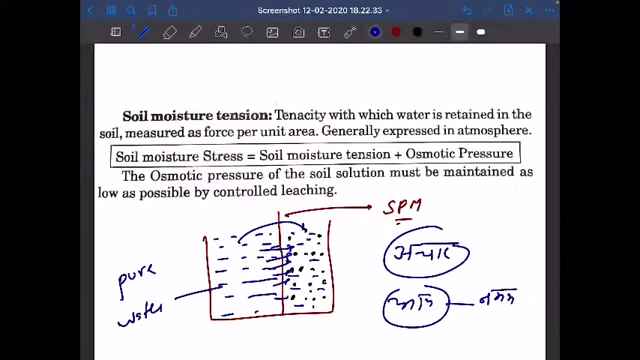 Screenshot 12-02-2020 18.22.33
Soil moisture tension: Tenacity with which water is retained in the
soil, measured as force per unit area. Generally expressed in atmosphere.
Soil moisture Stress = Soil moisture tension + Osmotic Pressure
The Osmotic pressure of the soil solution must be maintained as
low as possible by controlled leaching.
SPM
pure
water